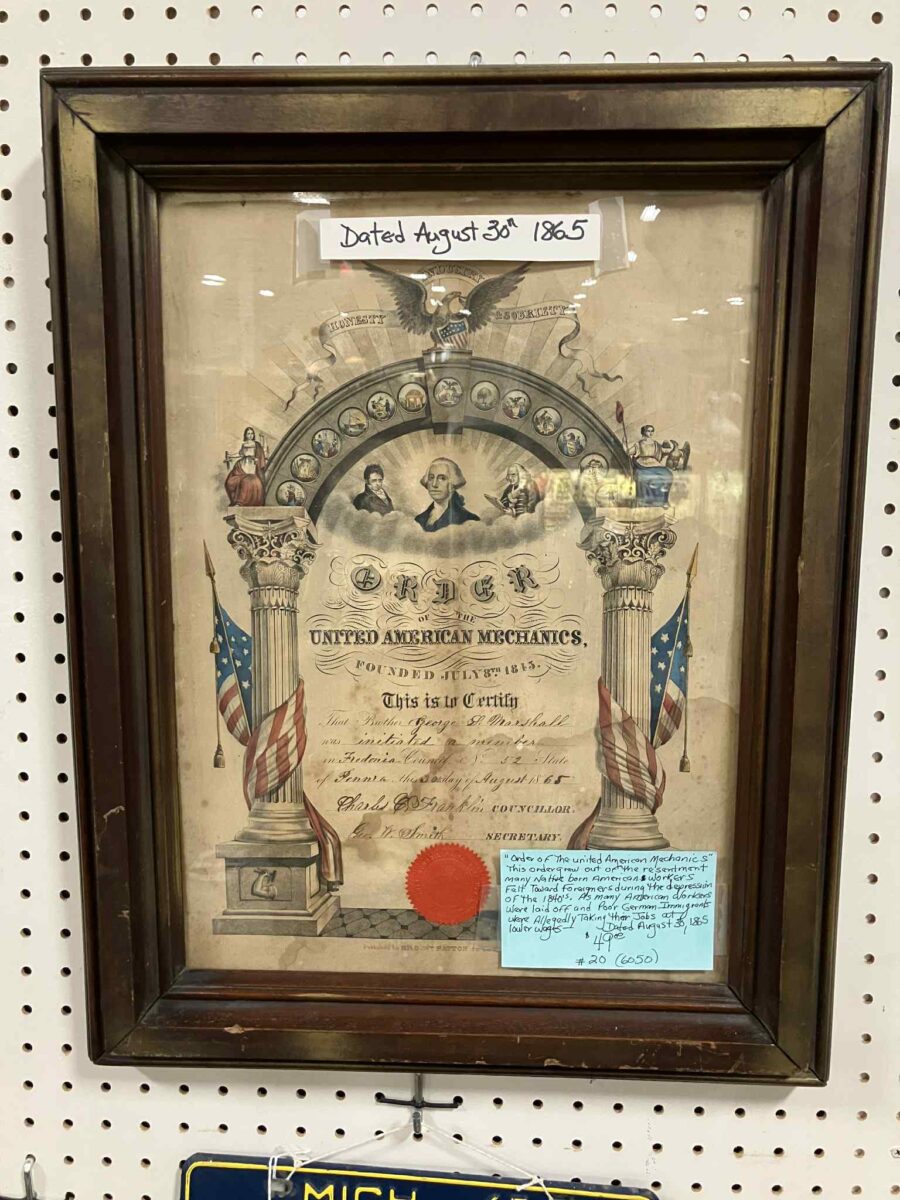 Dated August 30th 1865
INDUSTRY
HONESTY
& SOBRIETY
ORDER
OF THE
UNITED AMERICAN MECHANICS,
FOUNDED JULY 8TH 1845.
This is to Certify
That Brother George Marshall
was initiated a member
in Fredonia Council No. 52 State
of Penna the 30 day of August 1865
Charles C. Franklin COUNCILLOR.
Geo. W. Smith SECRETARY.
"Order of The united American Mechanics"
This order grew out of the resentment
Many Native born American workers
Felt Toward foreigners during the depression
of the 1840's, As many American workers
were laid off and Poor German Immigrants
were Allegedly Taking their Jobs at
lower wages - Dated August 30, 1865
$49.00
#20 (6050)
MICH